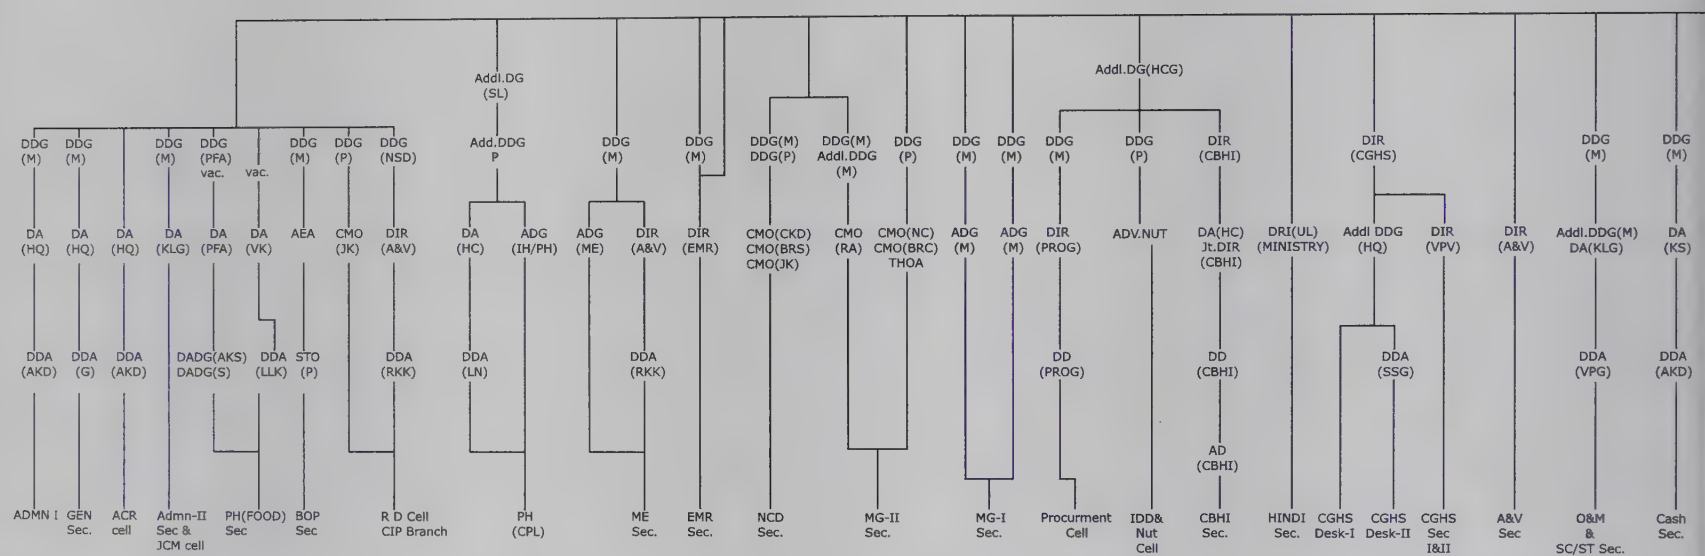 Addl.DG
(SL)
Addl.DG(HCG)
DDG
(M)
DDG
(M)
DDG
(M)
DDG
(PFA)
vac.
vac.
DDG
(M)
DDG
(P)
DDG
(NSD)
Add.DDG
P
DDG
(M)
DDG
(M)
DDG(M)
DDG(P)
DDG(M)
Addl.DDG
(M)
DDG
(P)
DDG
(M)
DDG
(M)
DDG
(M)
DDG
(P)
DIR
(CBHI)
DIR
(CGHS)
DDG
(M)
DDG
(M)
DA
(HQ)
DA
(HQ)
DA
(HQ)
DA
(KLG)
DA
(PFA)
DA
(VK)
AEA
CMO
(JK)
DIR
(A&V)
DA
(HC)
ADG
(IH/PH)
ADG
(ME)
DIR
(A&V)
DIR
(EMR)
CMO(CKD)
CMO(BRS)
CMO(JK)
CMO
(RA)
CMO(NC)
CMO(BRC)
THOA
ADG
(M)
ADG
(M)
DIR
(PROG)
ADV.NUT
DA(HC)
Jt.DIR
(CBHI)
DRI(UL)
(MINISTRY)
Addl DDG
(HQ)
DIR
(VPV)
DIR
(A&V)
Addl.DDG(M)
DA(KLG)
DA
(KS)
DDA
(AKD)
DDA
(G)
DDA
(AKD)
DADG(AKS)
DADG(S)
DDA
(LLK)
STO
(P)
DDA
(RKK)
DDA
(LN)
DDA
(RKK)
DD
(PROG)
DD
(CBHI)
DDA
(SSG)
DDA
(VPG)
DDA
(AKD)
AD
(CBHI)
ADMN I
GEN
Sec.
ACR
cell
Admn-II
Sec &
JCM cell
PH(FOOD)
Sec
BOP
Sec
R D Cell
CIP Branch
PH
(CPL)
ME
Sec.
EMR
Sec.
NCD
Sec.
MG-II
Sec.
MG-I
Sec.
Procurment
Cell
IDD&
Nut
Cell
CBHI
Sec.
HINDI
Sec.
CGHS
Desk-I
CGHS
Desk-II
CGHS
Sec
I&II
A&V
Sec
O&M
&
SC/ST Sec.
Cash
Sec.